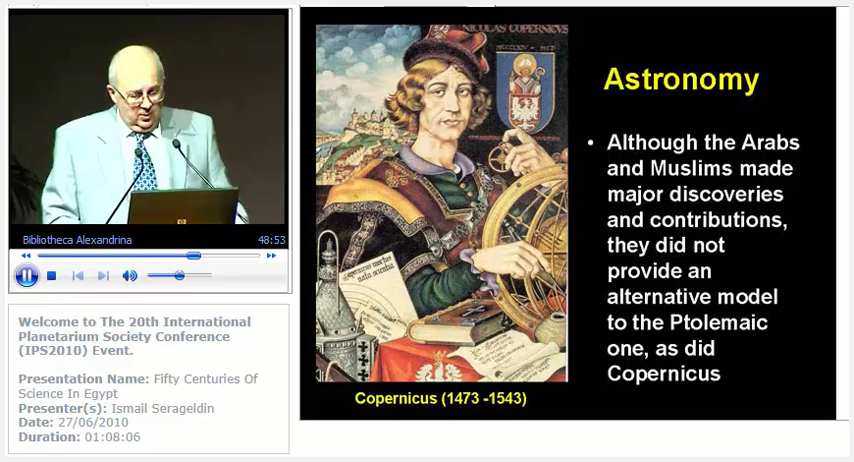 Bibliotheca Alexandrina
48:53
Welcome to The 20th International
Planetarium Society Conference
(IPS2010) Event.
Presentation Name: Fifty Centuries Of
Science In Egypt
Presenter(s): Ismail Serageldin
Date: 27/06/2010
Duration: 01:08:06
NICOLAS COPERNICUS
Copernicus (1473 -1543)
Astronomy
• Although the Arabs
and Muslims made
major discoveries
and contributions,
they did not
provide an
alternative model
to the Ptolemaic
one, as did
Copernicus